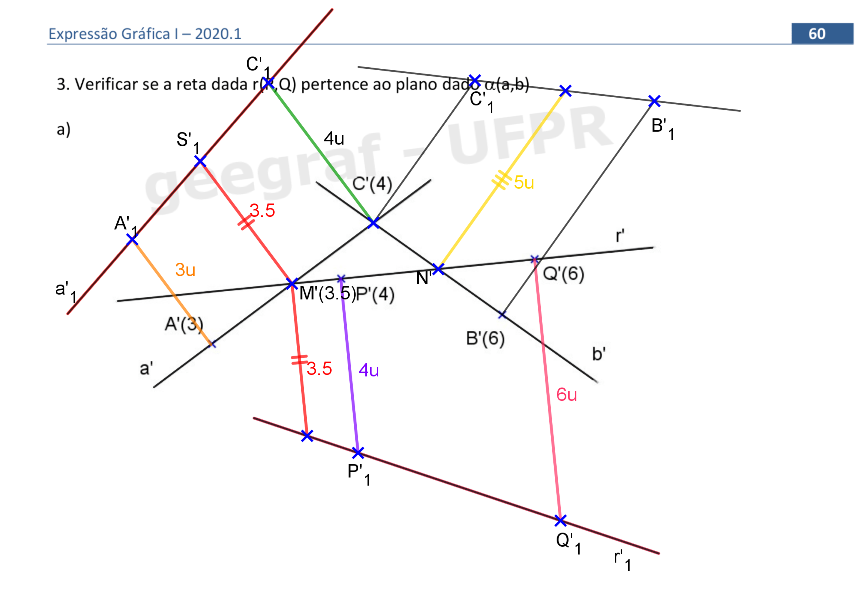 Expressão Gráfica I – 2020.1
60
C'1
3. Verificar se a reta dada r(P,Q) pertence ao plano dado α(a,b)
C'1
B'1
a)
S'1
4u
geegraf - UFPR
C'(4)
5u
3.5
A'1
r'
3u
N'
Q'(6)
a'1
M'(3.5)
P'(4)
A'(3)
B'(6)
b'
a'
3.5
4u
6u
P'1
Q'1
r'1